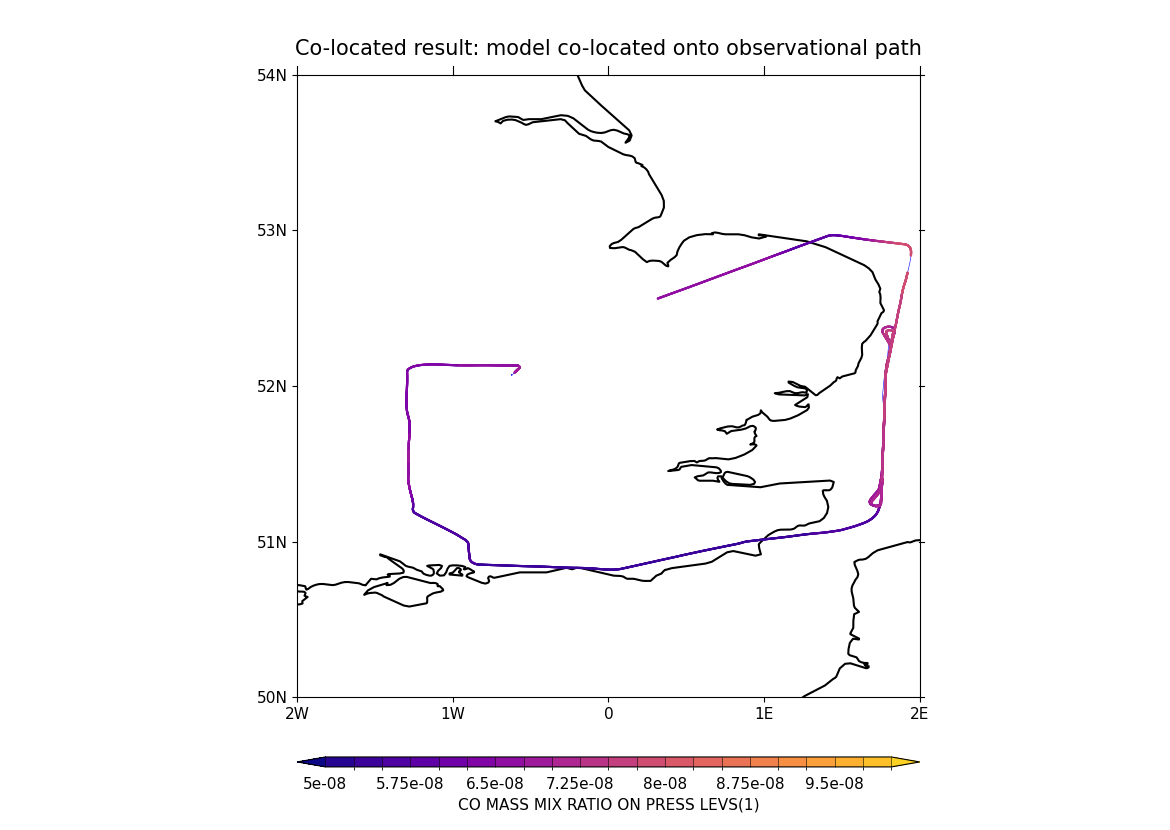 Co-located result: model co-located onto observational path
54N
53N
52N
51N
50N
2W 1W 0 1E 2E
5e-08 5.75e-08 6.5e-08 7.25e-08 8e-08 8.75e-08 9.5e-08
CO MASS MIX RATIO ON PRESS LEVS(1)